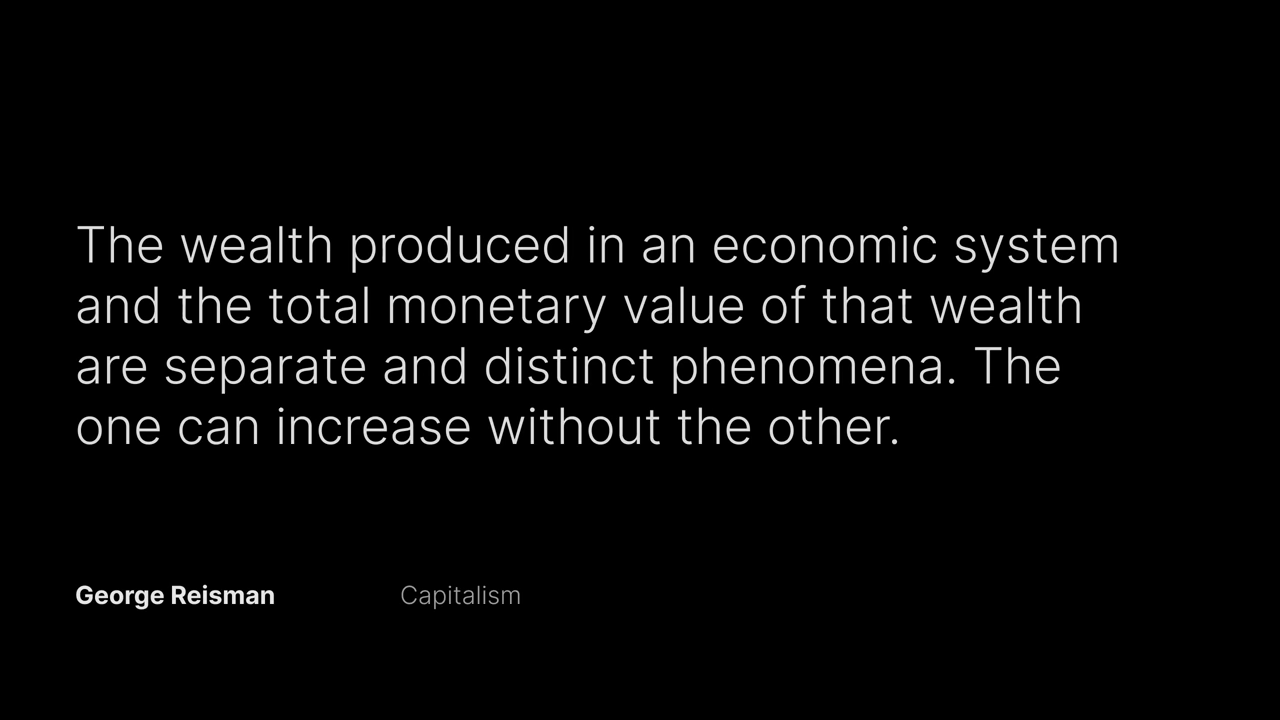 The wealth produced in an economic system
and the total monetary value of that wealth
are separate and distinct phenomena. The
one can increase without the other.
George Reisman Capitalism